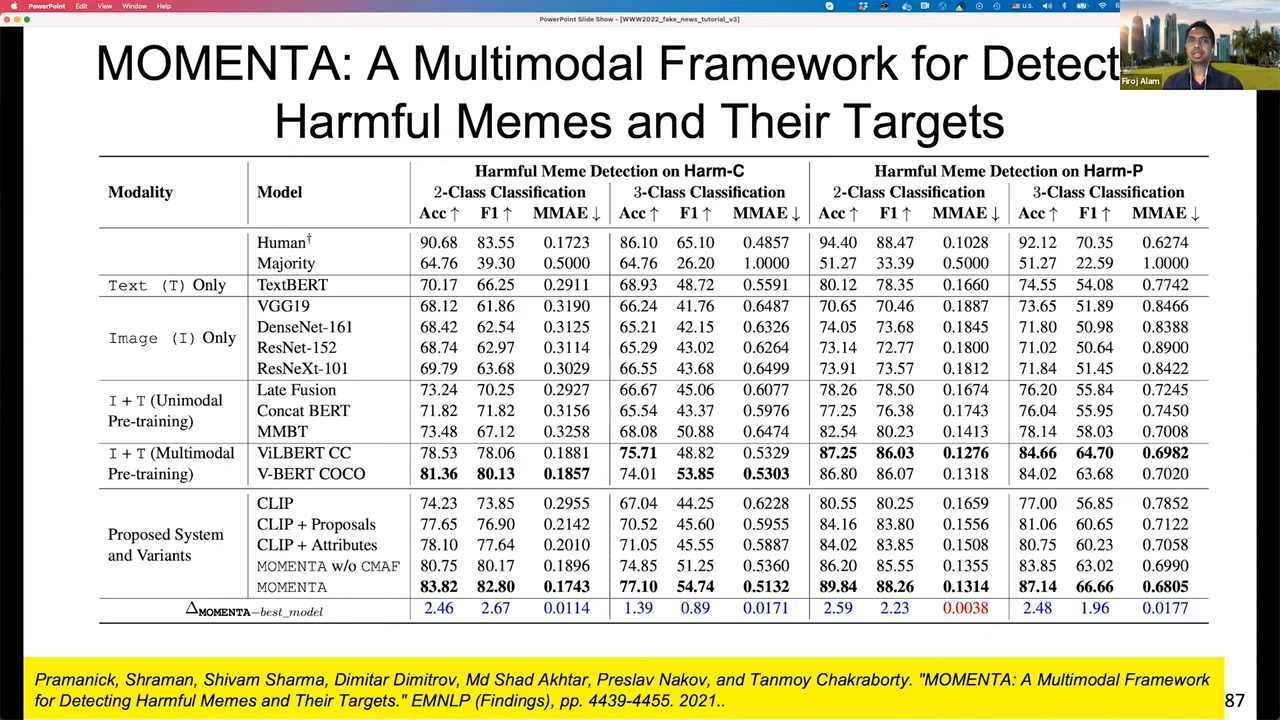 PowerPoint Edit View Window Help
PowerPoint Slide Show - [WWW2022_fake_news_tutorial_v3]
MOMENTA: A Multimodal Framework for Detect
Harmful Memes and Their Targets
Firoj Alam
Modality Model Harmful Meme Detection on Harm-C Harmful Meme Detection on Harm-P
2-Class Classification 3-Class Classification 2-Class Classification 3-Class Classification
Acc ↑ F1 ↑ MMAE ↓ Acc ↑ F1 ↑ MMAE ↓ Acc ↑ F1 ↑ MMAE ↓ Acc ↑ F1 ↑ MMAE ↓
Human† 90.68 83.55 0.1723 86.10 65.10 0.4857 94.40 88.47 0.1028 92.12 70.35 0.6274
Majority 64.76 39.30 0.5000 64.76 26.20 1.0000 51.27 33.39 0.5000 51.27 22.59 1.0000
Text (T) Only TextBERT 70.17 66.25 0.2911 68.93 48.72 0.5591 80.12 78.35 0.1660 74.55 54.08 0.7742
Image (I) Only VGG19 68.12 61.86 0.3190 66.24 41.76 0.6487 70.65 70.46 0.1887 73.65 51.89 0.8466
DenseNet-161 68.42 62.54 0.3125 65.21 42.15 0.6326 74.05 73.68 0.1845 71.80 50.98 0.8388
ResNet-152 68.74 62.97 0.3114 65.29 43.02 0.6264 73.14 72.77 0.1800 71.02 50.64 0.8900
ResNeXt-101 69.79 63.68 0.3029 66.55 43.68 0.6499 73.91 73.57 0.1812 71.84 51.45 0.8422
I + T (Unimodal Pre-training) Late Fusion 73.24 70.25 0.2927 66.67 45.06 0.6077 78.26 78.50 0.1674 76.20 55.84 0.7245
Concat BERT 71.82 71.82 0.3156 65.54 43.37 0.5976 77.25 76.38 0.1743 76.04 55.95 0.7450
MMBT 73.48 67.12 0.3258 68.08 50.88 0.6474 82.54 80.23 0.1413 78.14 58.03 0.7008
I + T (Multimodal Pre-training) ViLBERT CC 78.53 78.06 0.1881 75.71 48.82 0.5329 87.25 86.03 0.1276 84.66 64.70 0.6982
V-BERT COCO 81.36 80.13 0.1857 74.01 53.85 0.5303 86.80 86.07 0.1318 84.02 63.68 0.7020
Proposed System and Variants CLIP 74.23 73.85 0.2955 67.04 44.25 0.6228 80.55 80.25 0.1659 77.00 56.85 0.7852
CLIP + Proposals 77.65 76.90 0.2142 70.52 45.60 0.5955 84.16 83.80 0.1556 81.06 60.65 0.7122
CLIP + Attributes 78.10 77.64 0.2010 71.05 45.55 0.5887 84.02 83.85 0.1508 80.75 60.23 0.7058
MOMENTA w/o CMAF 80.75 80.17 0.1896 74.85 51.25 0.5360 86.20 85.55 0.1355 83.85 63.02 0.6990
MOMENTA 83.82 82.80 0.1743 77.10 54.74 0.5132 89.84 88.26 0.1314 87.14 66.66 0.6805
ΔMOMENTA−best_model 2.46 2.67 0.0114 1.39 0.89 0.0171 2.59 2.23 0.0038 2.48 1.96 0.0177
Pramanick, Shraman, Shivam Sharma, Dimitar Dimitrov, Md Shad Akhtar, Preslav Nakov, and Tanmoy Chakraborty. "MOMENTA: A Multimodal Framework
for Detecting Harmful Memes and Their Targets." EMNLP (Findings), pp. 4439-4455. 2021..
87